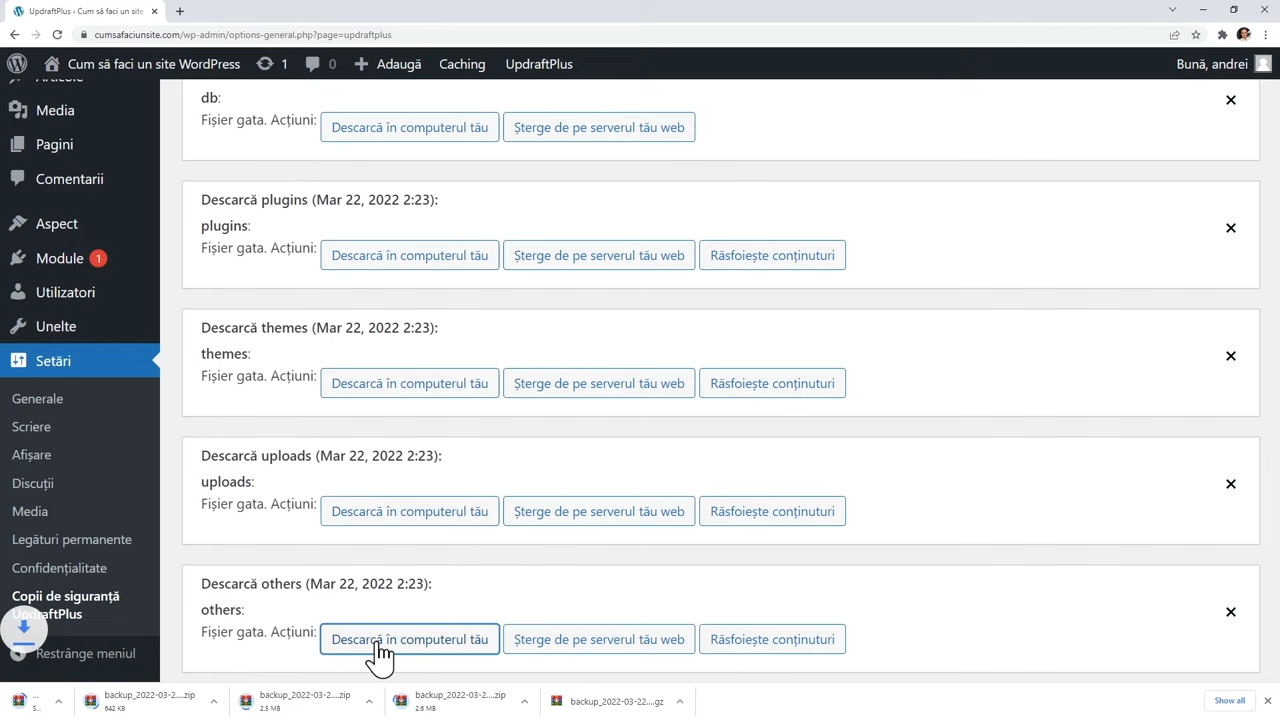 UpdraftPlus ‹ Cum să faci un site
cumsafaciunsite.com/wp-admin/options-general.php?page=updraftplus
Cum să faci un site WordPress 1 0 Adaugă Caching UpdraftPlus Bună, andrei
Media
Pagini
Comentarii
Aspect
Module 1
Utilizatori
Unelte
Setări
Generale
Scriere
Afișare
Discuții
Media
Legături permanente
Confidențialitate
Copii de siguranță
UpdraftPlus
Restrânge meniul
db:
Fișier gata. Acțiuni: Descarcă în computerul tău Șterge de pe serverul tău web
Descarcă plugins (Mar 22, 2022 2:23):
plugins:
Fișier gata. Acțiuni: Descarcă în computerul tău Șterge de pe serverul tău web Răsfoiește conținuturi
Descarcă themes (Mar 22, 2022 2:23):
themes:
Fișier gata. Acțiuni: Descarcă în computerul tău Șterge de pe serverul tău web Răsfoiește conținuturi
Descarcă uploads (Mar 22, 2022 2:23):
uploads:
Fișier gata. Acțiuni: Descarcă în computerul tău Șterge de pe serverul tău web Răsfoiește conținuturi
Descarcă others (Mar 22, 2022 2:23):
others:
Fișier gata. Acțiuni: Descarcă în computerul tău Șterge de pe serverul tău web Răsfoiește conținuturi
... backup_2022-03-2....zip backup_2022-03-2....zip backup_2022-03-2....zip backup_2022-03-22....gz Show all
S... 642 KB 2.5 MB 2.6 MB